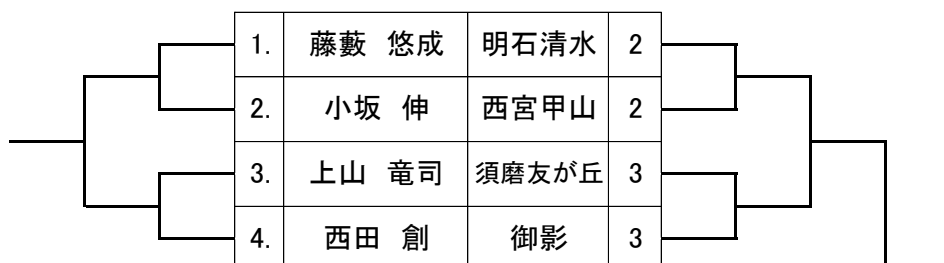 1. 藤藪 悠成 明石清水 2
2. 小坂 伸 西宮甲山 2
3. 上山 竜司 須磨友が丘 3
4. 西田 創 御影 3